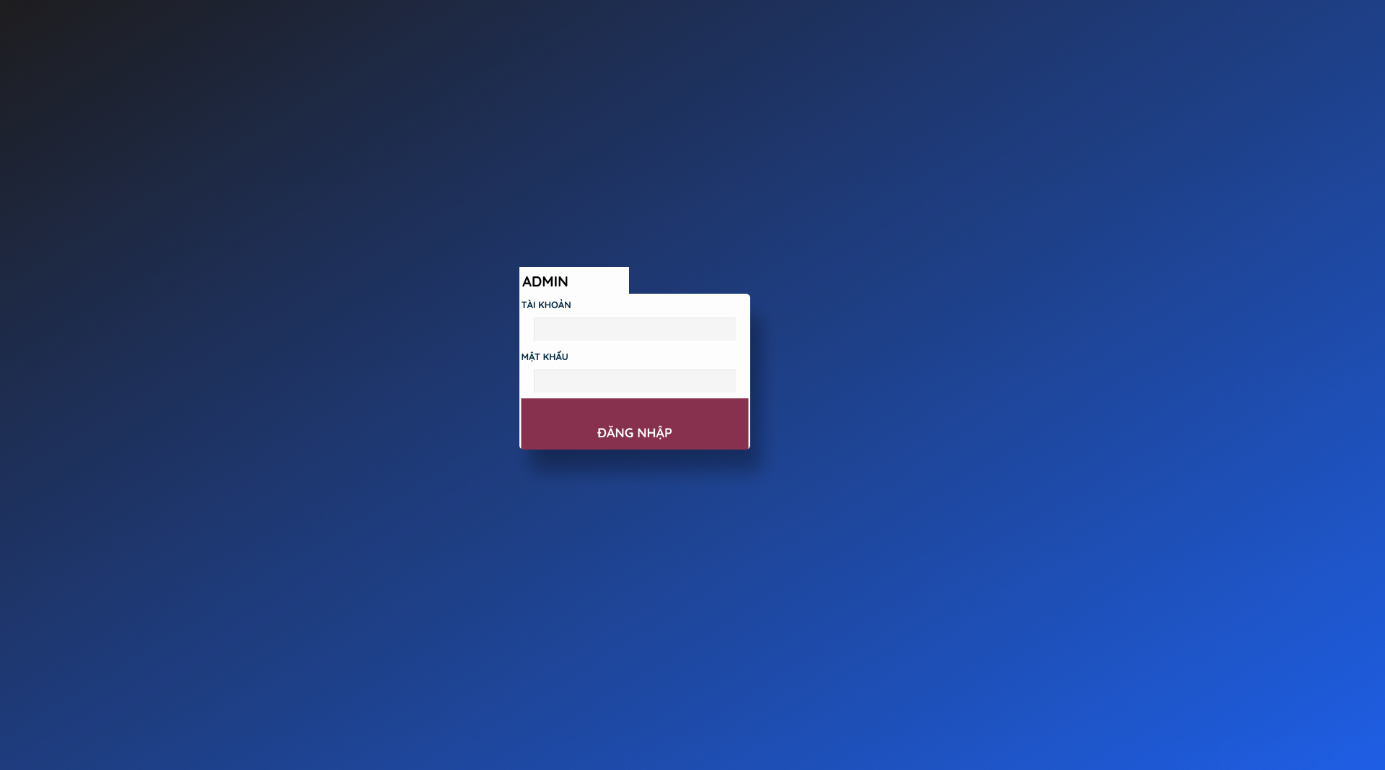 ADMIN
TÀI KHOẢN
MẬT KHẨU
ĐĂNG NHẬP